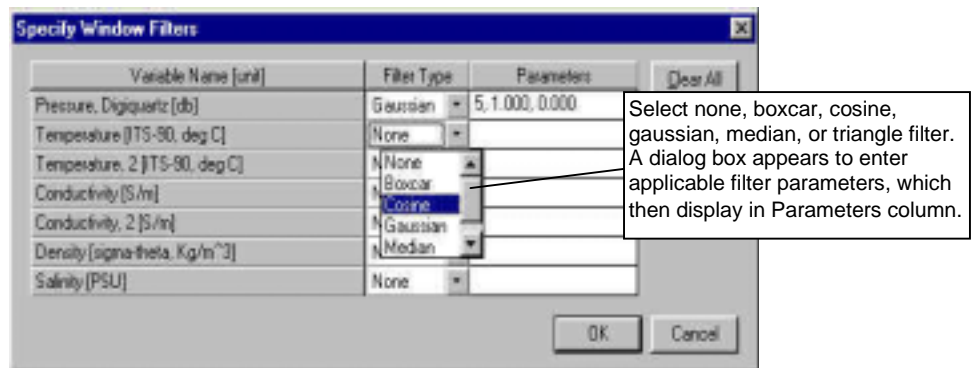 Specify Window Filters
Variable Name [unit] Filter Type Parameters Clear All
Pressure, Digiquartz [db] Gaussian 5, 1.000, 0.000
Temperature [ITS-90, deg C] None
Temperature, 2 [ITS-90, deg C] N None
Conductivity [S/m] Boxcar
Cosine
Conductivity, 2 [S/m] N Gaussian
Density [sigma-theta, Kg/m^3] N Median
Salinity [PSU] None
OK Cancel
Select none, boxcar, cosine,
gaussian, median, or triangle filter.
A dialog box appears to enter
applicable filter parameters, which
then display in Parameters column.